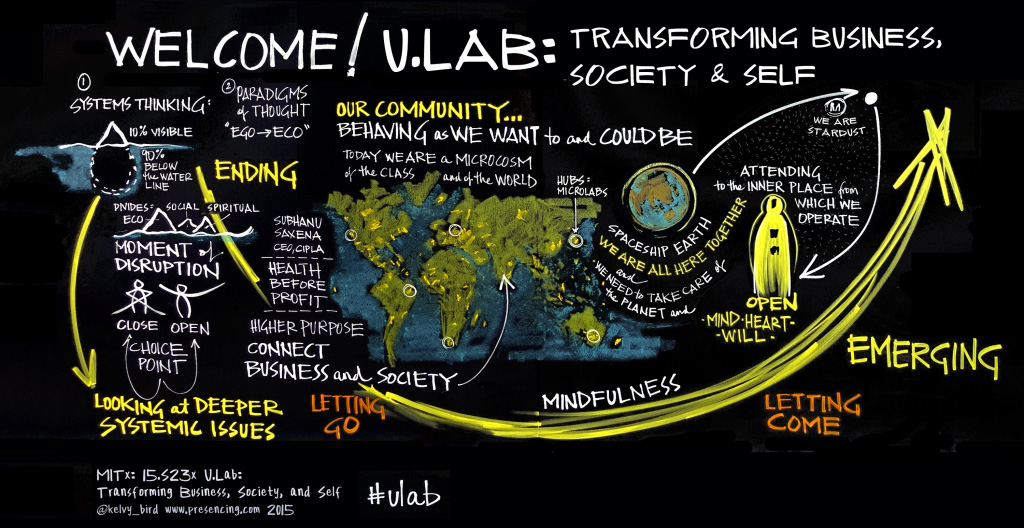 WELCOME! U.LAB:
TRANSFORMING BUSINESS,
SOCIETY & SELF
1
SYSTEMS THINKING:
10% VISIBLE
90%
BELOW
the WATER
LINE
2
PARADIGMS
of THOUGHT
"EGO → ECO"
ENDING
DIVIDES: SOCIAL SPIRITUAL
ECO
MOMENT of
DISRUPTION
CLOSE OPEN
CHOICE
POINT
LOOKING at DEEPER
SYSTEMIC ISSUES
SUBHANU
SAXENA
CEO, CIPLA
HEALTH
BEFORE
PROFIT
HIGHER PURPOSE
CONNECT
BUSINESS and SOCIETY
OUR COMMUNITY...
BEHAVING as WE WANT to and COULD BE
TODAY WE ARE a MICROCOSM
of the CLASS and of the WORLD
HUBS:
MICROLABS
SPACESHIP EARTH
WE ARE ALL HERE TOGETHER
and
WE NEED to TAKE CARE of
the PLANET and
WE ARE
STARDUST
ATTENDING
to the INNER PLACE from
WHICH WE
OPERATE
OPEN
·MIND·HEART·
WILL·
EMERGING
LETTING
GO
MINDFULNESS
LETTING
COME
MITx: 15.S23x U.Lab:
Transforming Business, Society, and Self
@kelvy_bird www.presencing.com 2015
#ulab